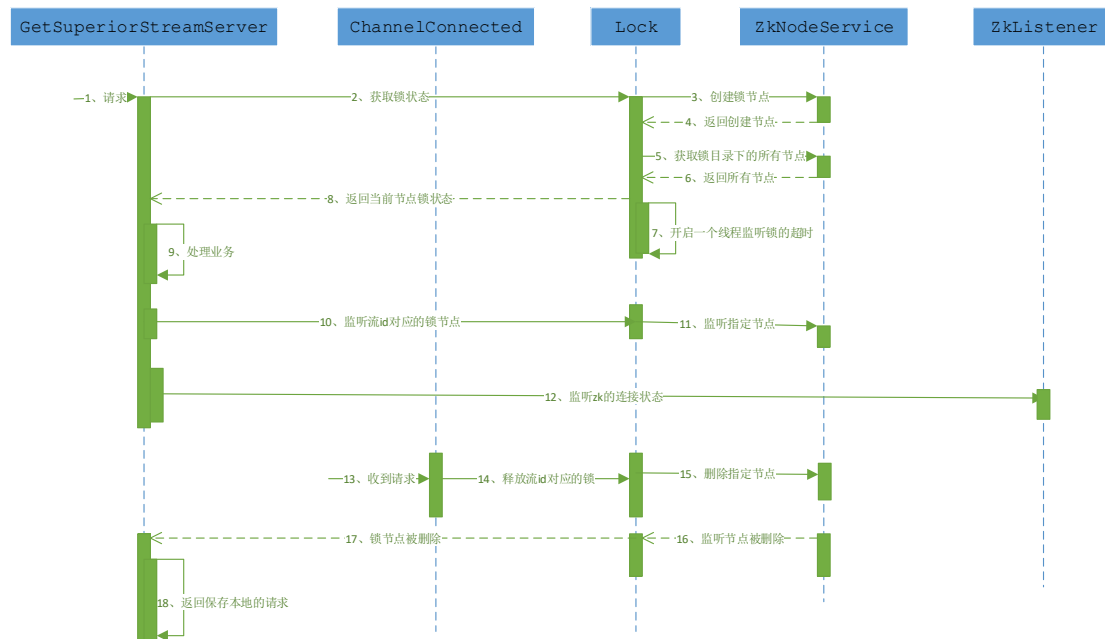 GetSuperiorStreamServer
ChannelConnected
Lock
ZkNodeService
ZkListener
1、请求
2、获取锁状态
3、创建锁节点
4、返回创建节点
5、获取锁目录下的所有节点
6、返回所有节点
8、返回当前节点锁状态
7、开启一个线程监听锁的超时
9、处理业务
10、监听流id对应的锁节点
11、监听指定节点
12、监听zk的连接状态
13、收到请求
14、释放流id对应的锁
15、删除指定节点
17、锁节点被删除
16、监听节点被删除
18、返回保存本地的请求